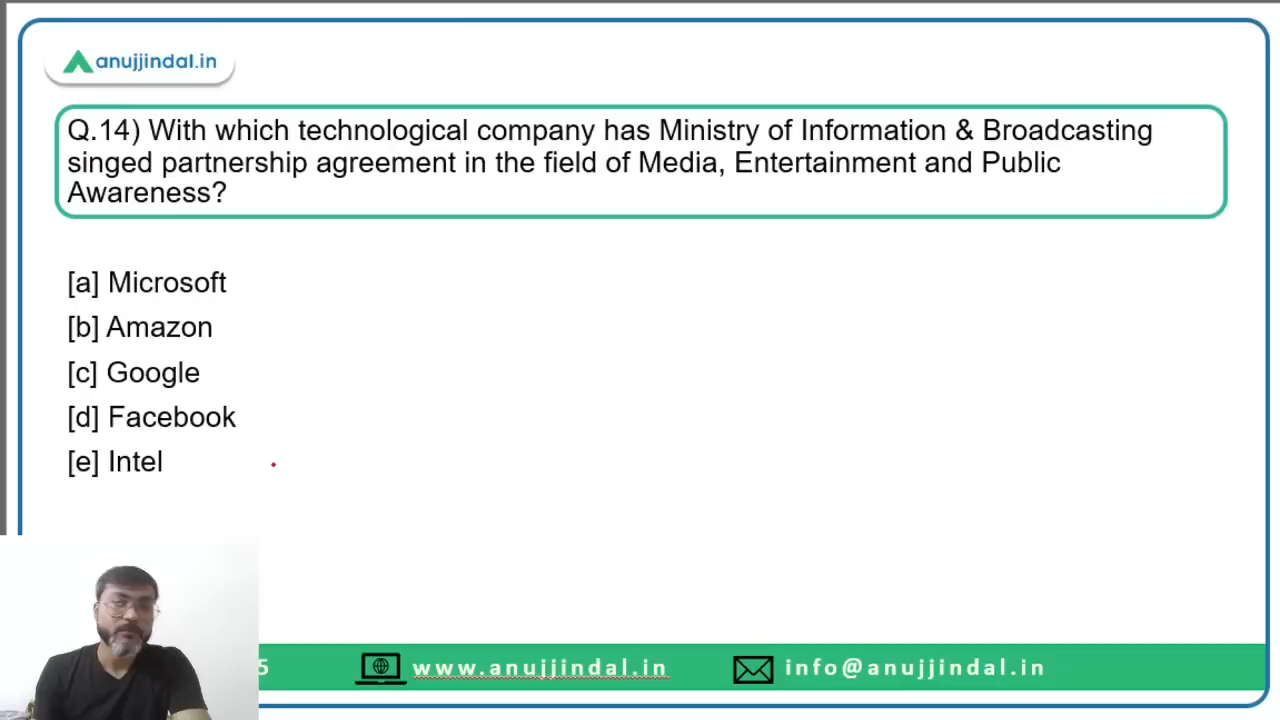 anujjindal.in
Q.14) With which technological company has Ministry of Information & Broadcasting
singed partnership agreement in the field of Media, Entertainment and Public
Awareness?
[a] Microsoft
[b] Amazon
[c] Google
[d] Facebook
[e] Intel
5 www.anujjindal.in info@anujjindal.in